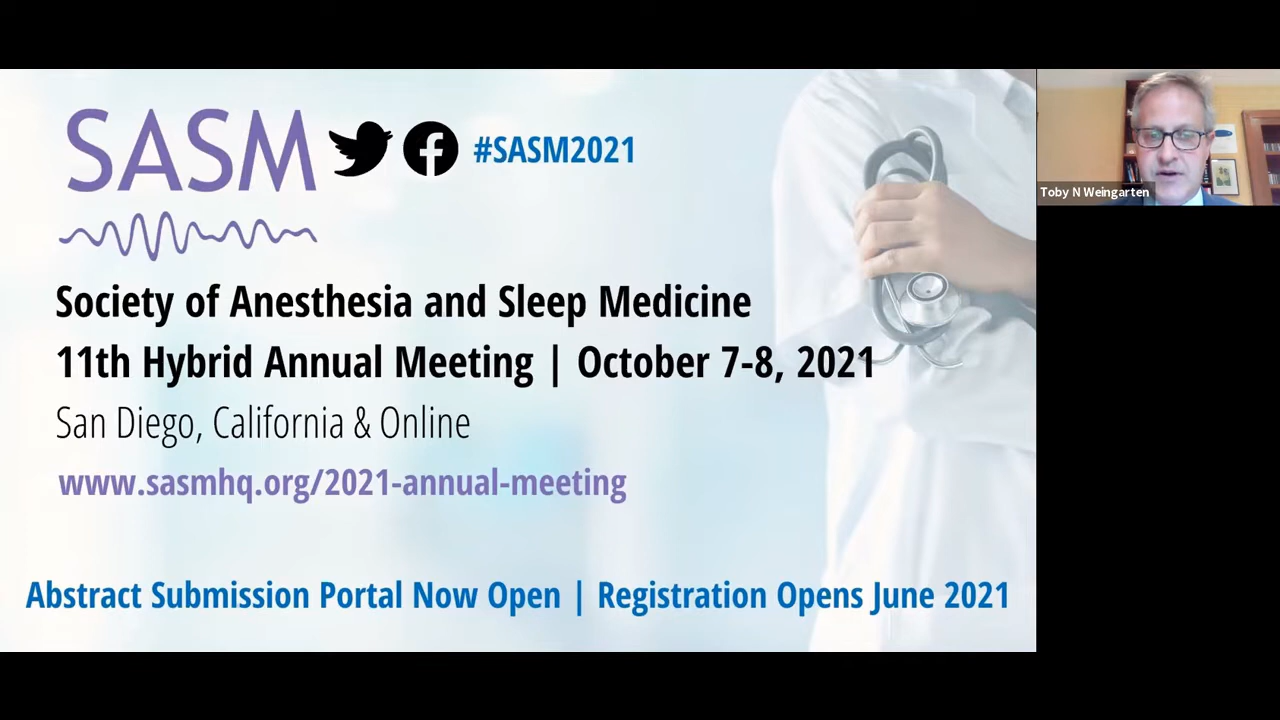 SASM
#SASM2021
Society of Anesthesia and Sleep Medicine
11th Hybrid Annual Meeting | October 7-8, 2021
San Diego, California & Online
www.sasmhq.org/2021-annual-meeting
Abstract Submission Portal Now Open | Registration Opens June 2021
Toby N Weingarten